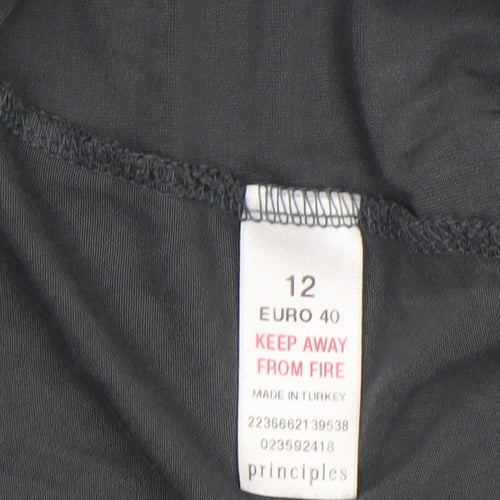 12
EURO 40
KEEP AWAY
FROM FIRE
MADE IN TURKEY
2236662139538
023592418
principles